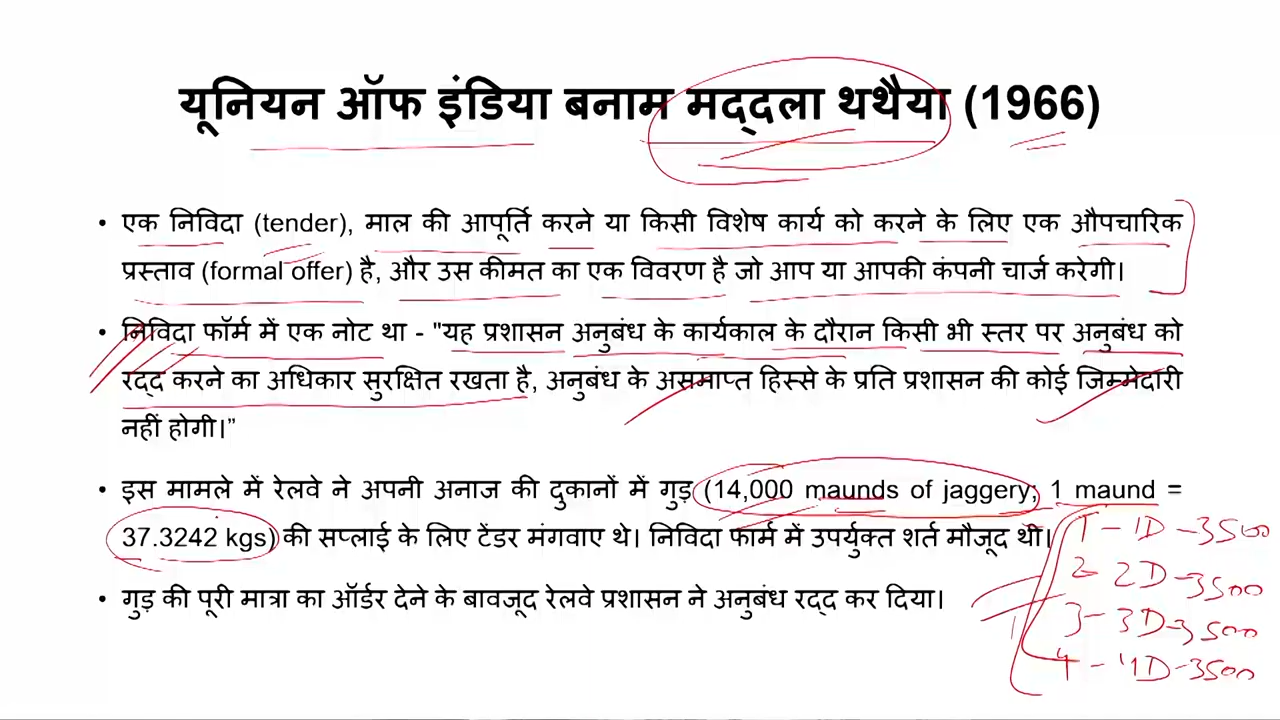 यूनियन ऑफ इंडिया बनाम मद्दला थथैया (1966)
• एक निविदा (tender), माल की आपूर्ति करने या किसी विशेष कार्य को करने के लिए एक औपचारिक
प्रस्ताव (formal offer) है, और उस कीमत का एक विवरण है जो आप या आपकी कंपनी चार्ज करेगी।
• निविदा फॉर्म में एक नोट था - "यह प्रशासन अनुबंध के कार्यकाल के दौरान किसी भी स्तर पर अनुबंध को
रद्द करने का अधिकार सुरक्षित रखता है, अनुबंध के असमाप्त हिस्से के प्रति प्रशासन की कोई जिम्मेदारी
नहीं होगी।”
• इस मामले में रेलवे ने अपनी अनाज की दुकानों में गुड़ (14,000 maunds of jaggery; 1 maund =
37.3242 kgs) की सप्लाई के लिए टेंडर मंगवाए थे। निविदा फार्म में उपर्युक्त शर्त मौजूद थी।
1 - 1D - 3500
2 - 2D - 3500
• गुड़ की पूरी मात्रा का ऑर्डर देने के बावजूद रेलवे प्रशासन ने अनुबंध रद्द कर दिया।
3 - 3D - 3500
4 - 4D - 3500